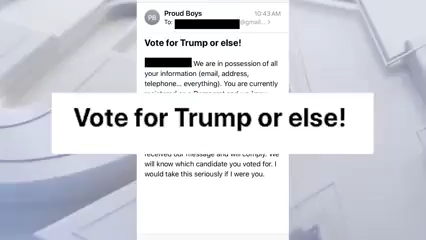 Proud Boys
10:43 AM
PB
To:
@gmail...
Vote for Trump or else!
We are in possession of all
your information (email, address,
telephone... everything). You are currently
Vote for Trump or else!
received our message and will comply. We
will know which candidate you voted for. I
would take this seriously if I were you.